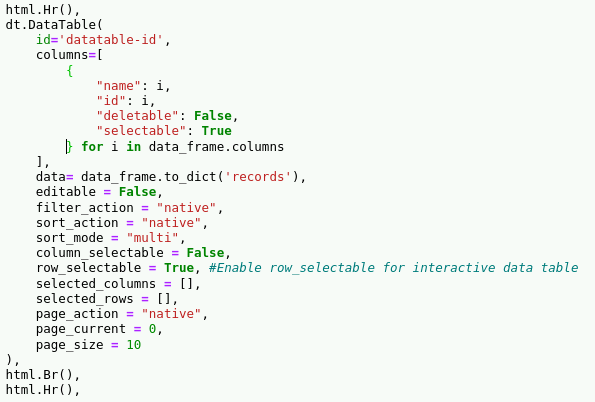 html.Hr(),
dt.DataTable(
    id='datatable-id',
    columns=[
        {
            "name": i,
            "id": i,
            "deletable": False,
            "selectable": True
        } for i in data_frame.columns
    ],
    data= data_frame.to_dict('records'),
    editable = False,
    filter_action = "native",
    sort_action = "native",
    sort_mode = "multi",
    column_selectable = False,
    row_selectable = True, #Enable row_selectable for interactive data table
    selected_columns = [],
    selected_rows = [],
    page_action = "native",
    page_current = 0,
    page_size = 10
),
html.Br(),
html.Hr(),